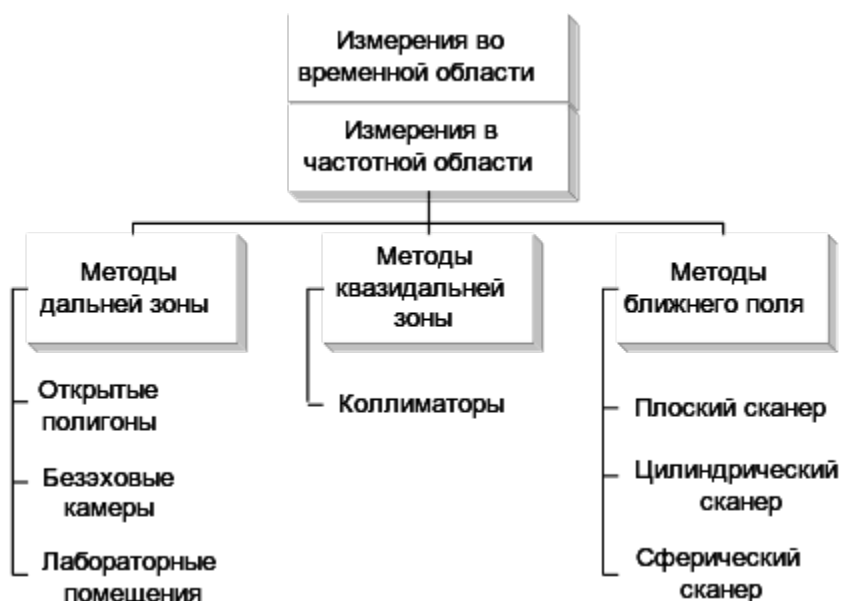 Измерения во
временной области
Измерения в
частотной области
Методы
дальней зоны
Открытые
полигоны
Безэховые
камеры
Лабораторные
помещения
Методы
квазидальней
зоны
Коллиматоры
Методы
ближнего поля
Плоский сканер
Цилиндрический
сканер
Сферический
сканер